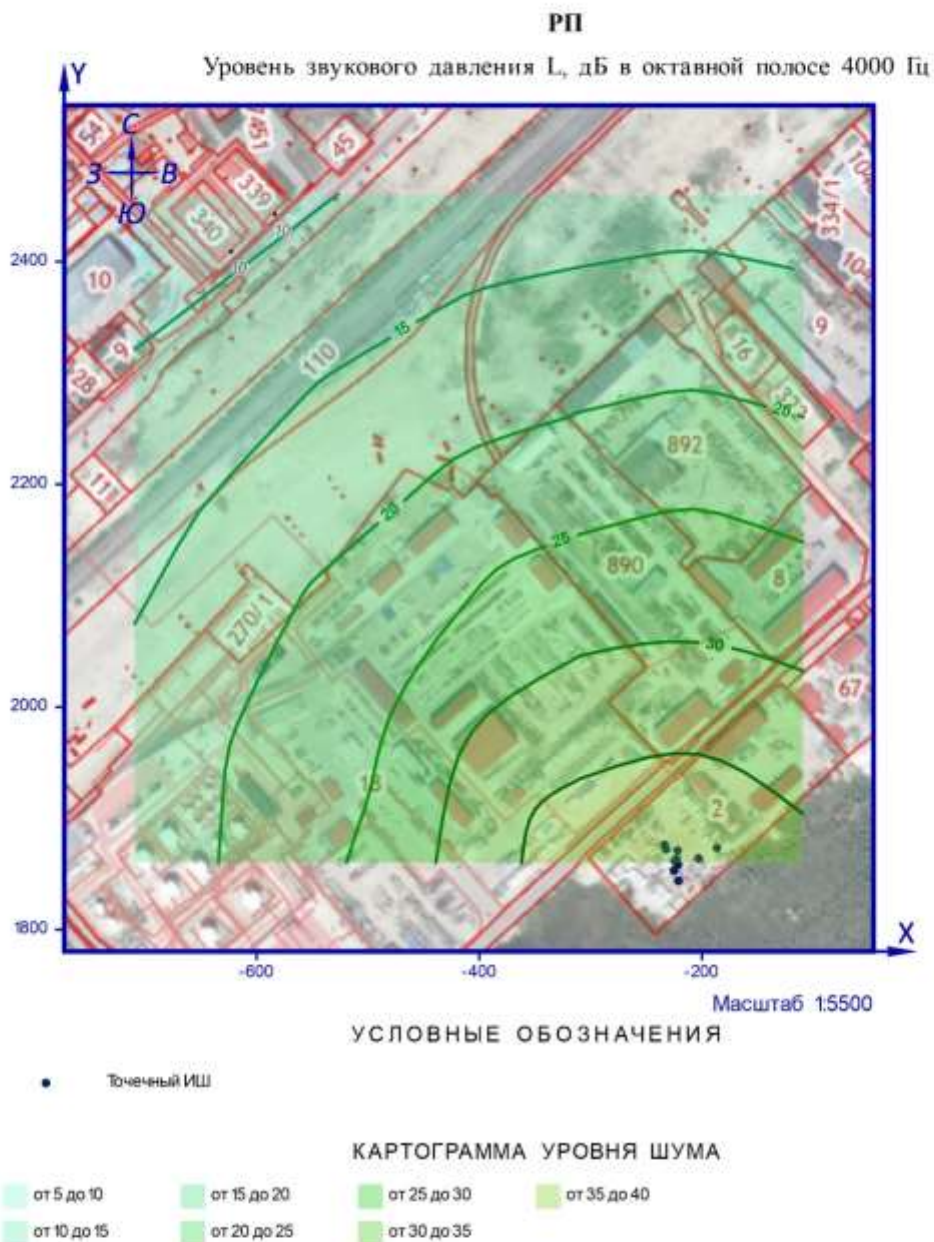 РП
Уровень звукового давления L, дБ в октавной полосе 4000 Гц
Y
С
З В
Ю
54
451
45
339
340
10
10
10
9
28
111
110
15
334/1
104
104
9
16
20
892
20
25
890
8
270/1
30
67
18
2
2400
2200
2000
1800
-600 -400 -200
X
Масштаб 1:5500
УСЛОВНЫЕ ОБОЗНАЧЕНИЯ
Точечный ИШ
КАРТОГРАММА УРОВНЯ ШУМА
от 5 до 10 от 15 до 20 от 25 до 30 от 35 до 40
от 10 до 15 от 20 до 25 от 30 до 35